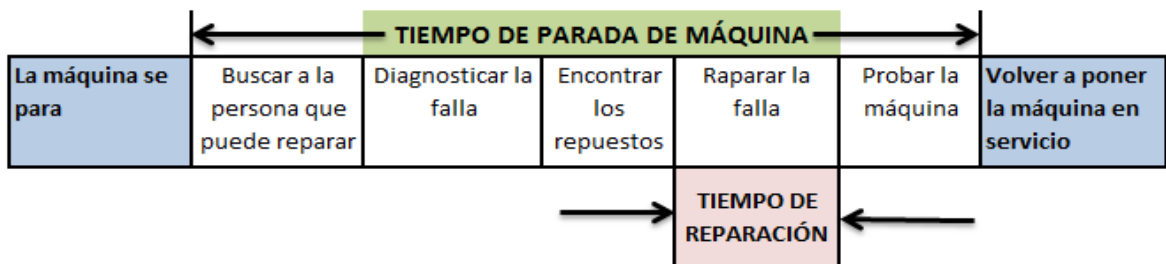 TIEMPO DE PARADA DE MÁQUINA
La máquina se
para
Buscar a la
persona que
puede reparar
Diagnosticar la
falla
Encontrar
los
repuestos
Raparar la
falla
Probar la
máquina
Volver a poner
la máquina en
servicio
TIEMPO DE
REPARACIÓN